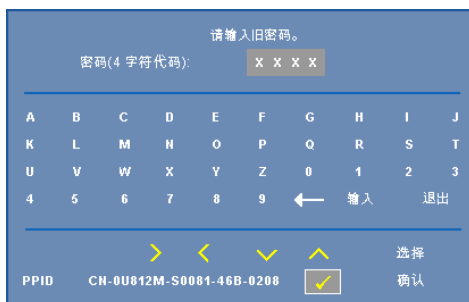 请输入旧密码。
密码(4 字符代码): X X X X
A B C D E F G H I J
K L M N O P Q R S T
U V W X Y Z 0 1 2 3
4 5 6 7 8 9 ← 输入 退出
选择
PPID CN-0U812M-S0081-46B-0208 确认